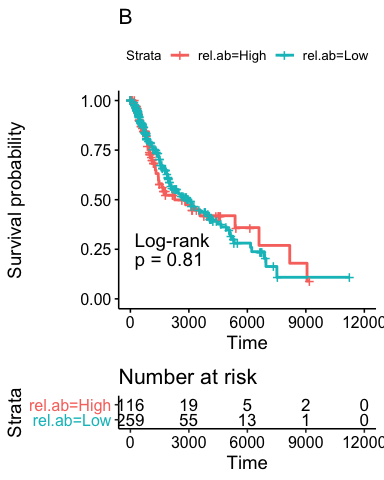 B
Strata rel.ab=High rel.ab=Low
Survival probability
1.00
0.75
0.50
0.25
0.00
Log-rank
p = 0.81
0 3000 6000 9000 12000
Time
Number at risk
Strata
rel.ab=High 116 19 5 2 0
rel.ab=Low 259 55 13 1 0
0 3000 6000 9000 12000
Time